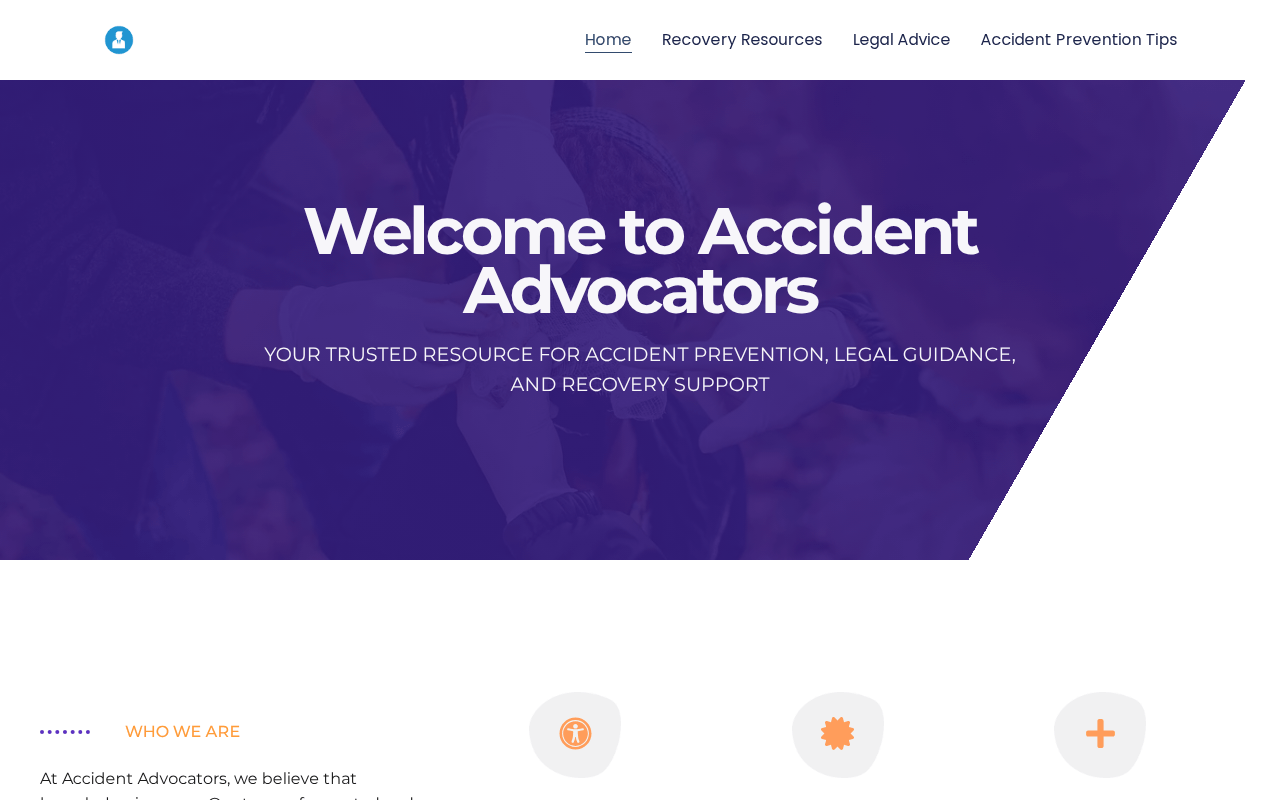 Home
Recovery Resources
Legal Advice
Accident Prevention Tips
Welcome to Accident
Advocators
YOUR TRUSTED RESOURCE FOR ACCIDENT PREVENTION, LEGAL GUIDANCE,
AND RECOVERY SUPPORT
WHO WE ARE
At Accident Advocators, we believe that